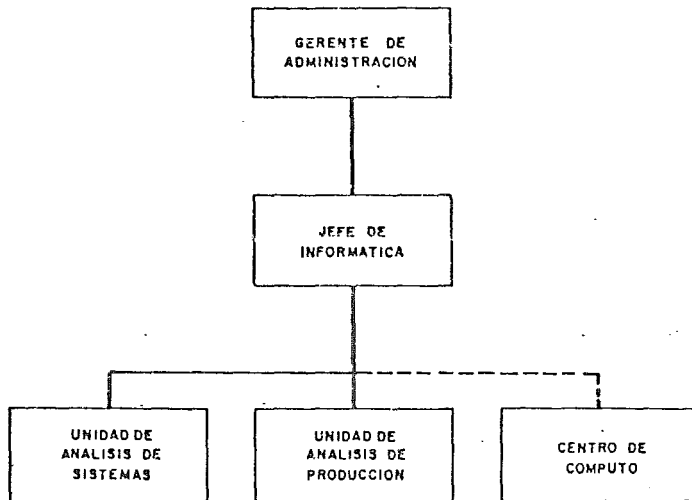 GERENTE DE
ADMINISTRACION
JEFE DE
INFORMATICA
UNIDAD DE
ANALISIS DE
SISTEMAS
UNIDAD DE
ANALISIS DE
PRODUCCION
CENTRO DE
COMPUTO